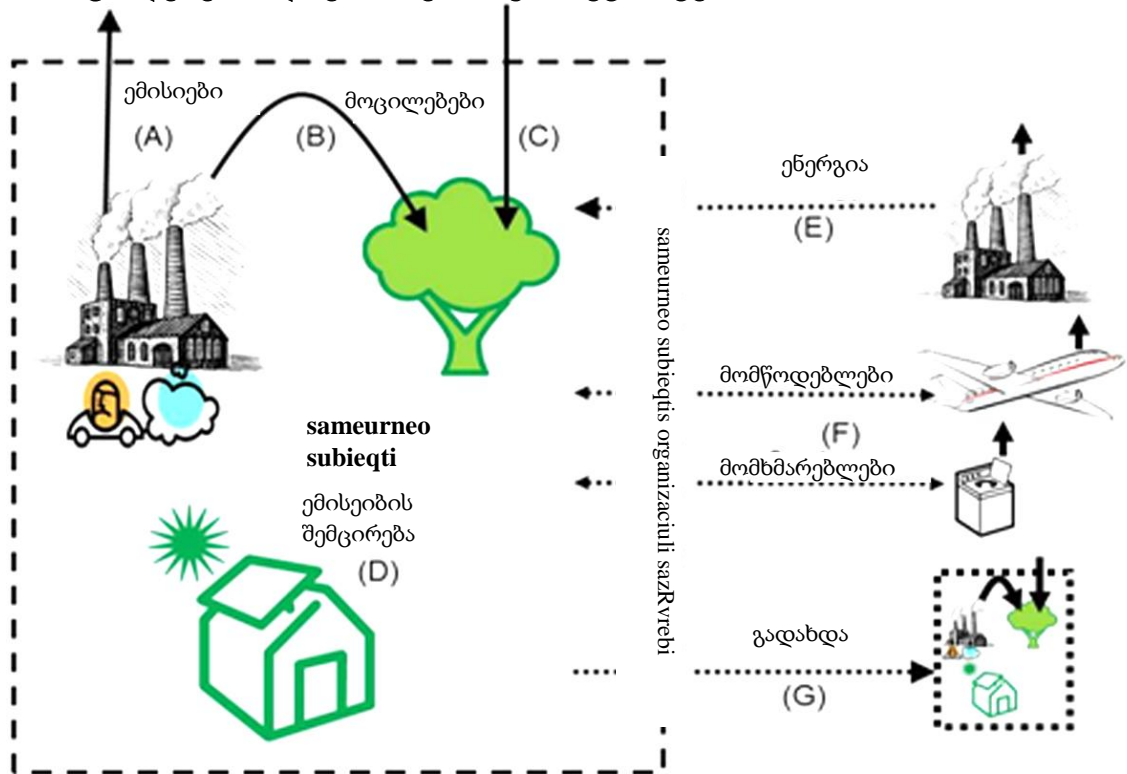 ემისიები
(A)
(B)
მოცილებები
(C)
ენერგია
(E)
მომწოდებლები
(F)
მომხმარებლები
sameurneo
subieqti
ემისეიბის
შემცირება
(D)
sameurneo subieqtis organizaciuli sazRvrebi
გადახდა
(G)